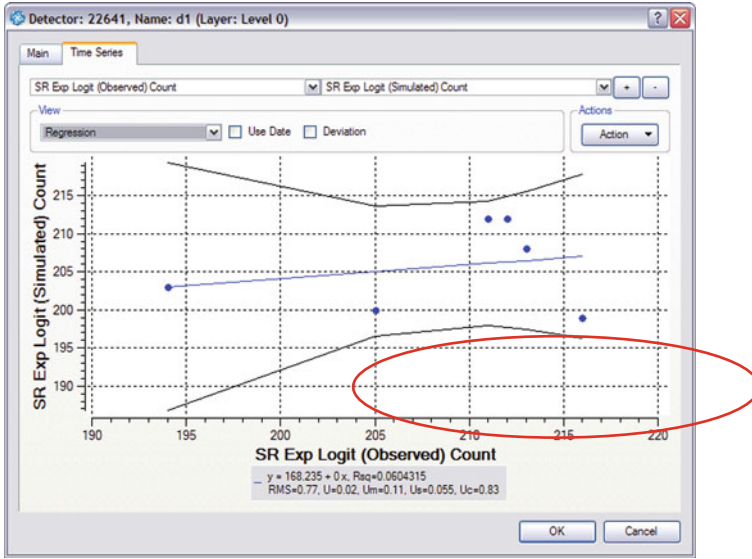 Detector: 22641, Name: d1 (Layer: Level 0)
Main Time Series
SR Exp Logit (Observed) Count SR Exp Logit (Simulated) Count + -
View Actions
Regression Use Date Deviation Action
SR Exp Logit (Simulated) Count
215
210
205
200
195
190
190 195 200 205 210 215 220
SR Exp Logit (Observed) Count
y = 168.235 + 0 x, Rsq=0.0604315
RMS=0.77, U=0.02, Um=0.11, Us=0.055, Uc=0.83
OK Cancel